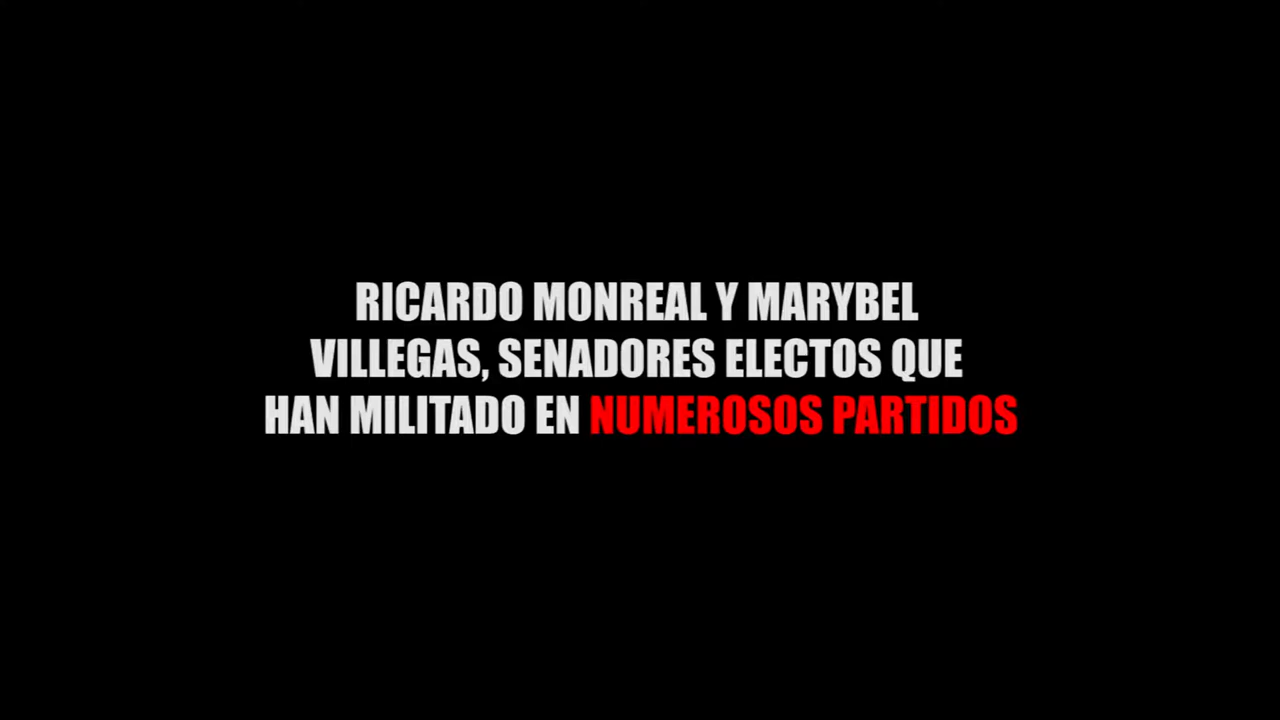 RICARDO MONREAL Y MARYBEL
VILLEGAS, SENADORES ELECTOS QUE
HAN MILITADO EN NUMEROSOS PARTIDOS